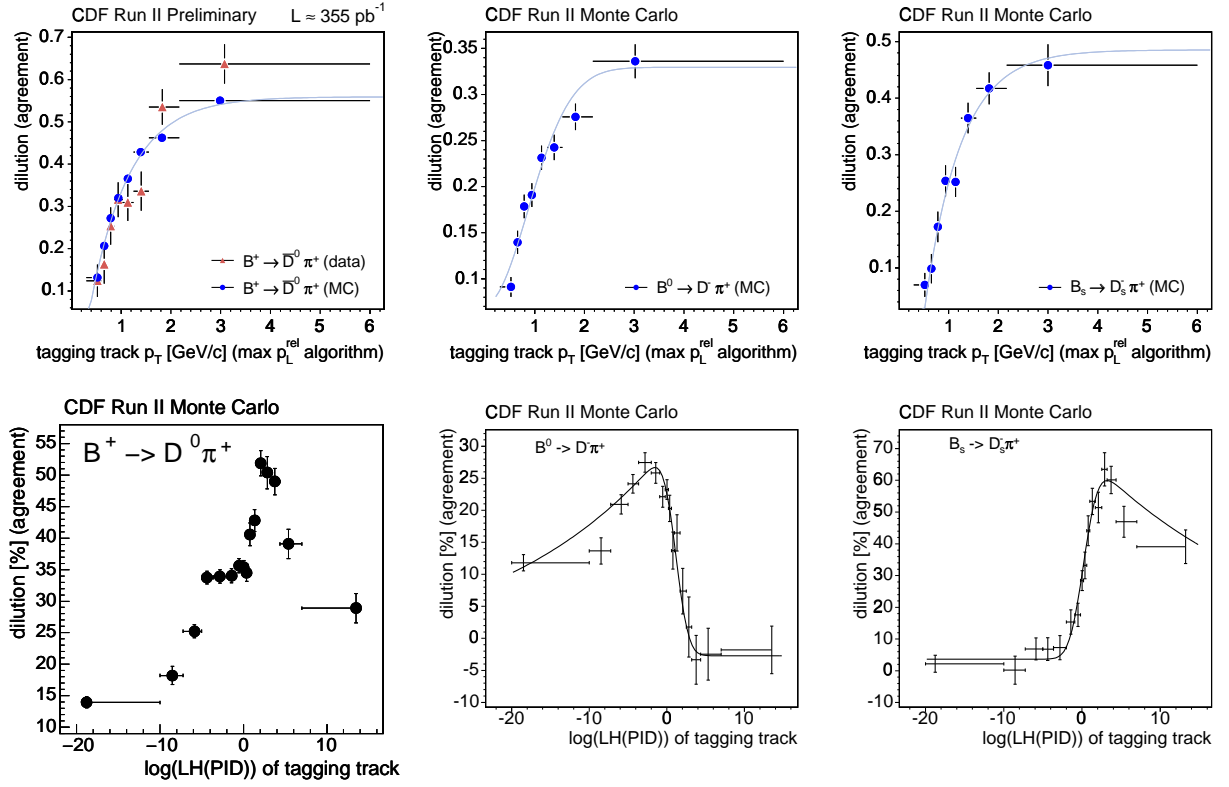 CDF Run II Preliminary L ≈ 355 pb⁻¹
dilution (agreement)
0.7
0.6
0.5
0.4
0.3
0.2
0.1
B⁺ → D̅⁰ π⁺ (data)
B⁺ → D̅⁰ π⁺ (MC)
1 2 3 4 5 6
tagging track p_T [GeV/c] (max p_L^rel algorithm)
CDF Run II Monte Carlo
dilution (agreement)
0.35
0.3
0.25
0.2
0.15
0.1
B⁰ → D⁻ π⁺ (MC)
1 2 3 4 5 6
tagging track p_T [GeV/c] (max p_L^rel algorithm)
CDF Run II Monte Carlo
dilution (agreement)
0.5
0.4
0.3
0.2
0.1
B_s → D_s⁻ π⁺ (MC)
1 2 3 4 5 6
tagging track p_T [GeV/c] (max p_L^rel algorithm)
CDF Run II Monte Carlo
B⁺ −> D⁰π⁺
dilution [%] (agreement)
55
50
45
40
35
30
25
20
15
10
−20 −10 0 10
log(LH(PID)) of tagging track
CDF Run II Monte Carlo
B⁰ -> D⁻π⁺
dilution [%] (agreement)
30
25
20
15
10
5
0
-5
-10
-20 -10 0 10
log(LH(PID)) of tagging track
CDF Run II Monte Carlo
B_s -> D_s⁻π⁺
dilution [%] (agreement)
70
60
50
40
30
20
10
0
-10
-20 -10 0 10
log(LH(PID)) of tagging track